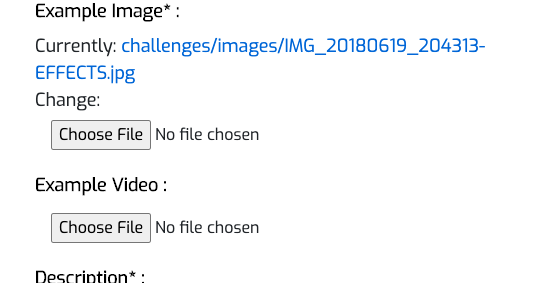 Example Image* :
Currently: challenges/images/IMG_20180619_204313-
EFFECTS.jpg
Change:
Choose File No file chosen
Example Video :
Choose File No file chosen
Description* :